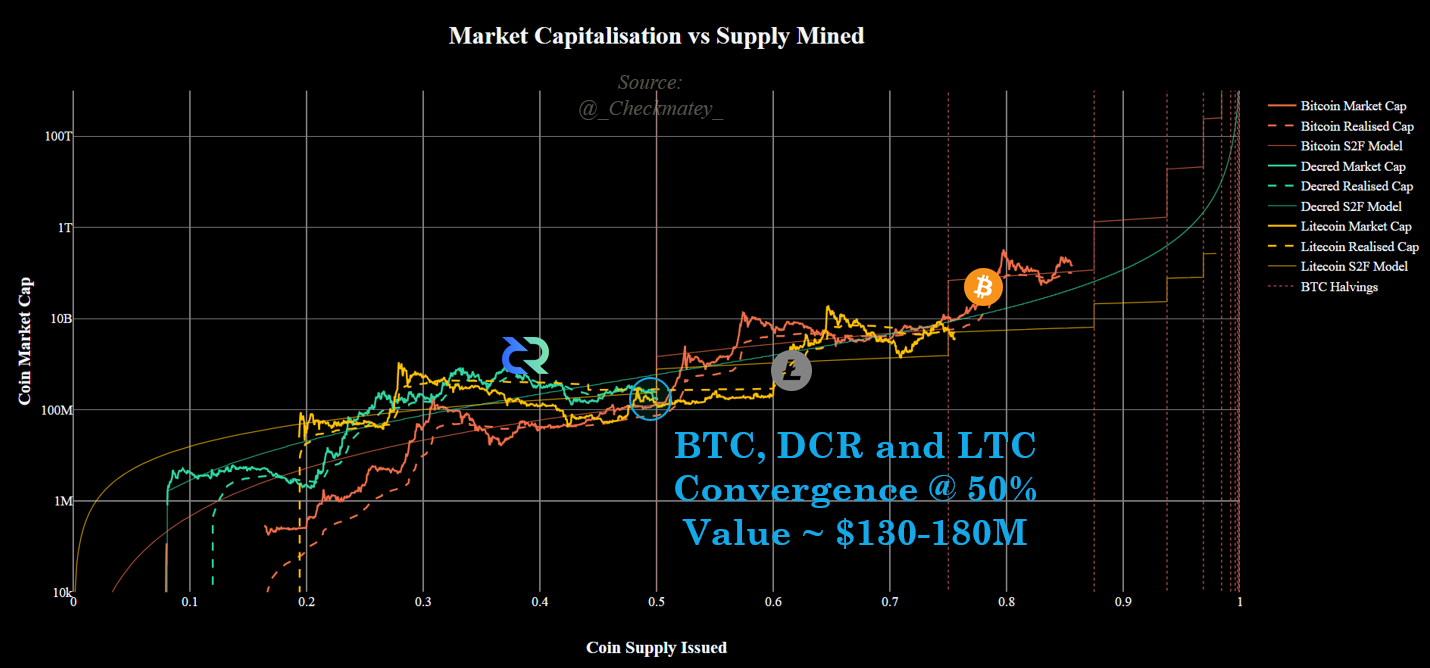 Market Capitalisation vs Supply Mined
Source:
@_Checkmatey_
Coin Market Cap
100T
1T
10B
100M
1M
10k
0 0.1 0.2 0.3 0.4 0.5 0.6 0.7 0.8 0.9 1
Coin Supply Issued
BTC, DCR and LTC
Convergence @ 50%
Value ~ $130-180M
Bitcoin Market Cap
Bitcoin Realised Cap
Bitcoin S2F Model
Decred Market Cap
Decred Realised Cap
Decred S2F Model
Litecoin Market Cap
Litecoin Realised Cap
Litecoin S2F Model
BTC Halvings